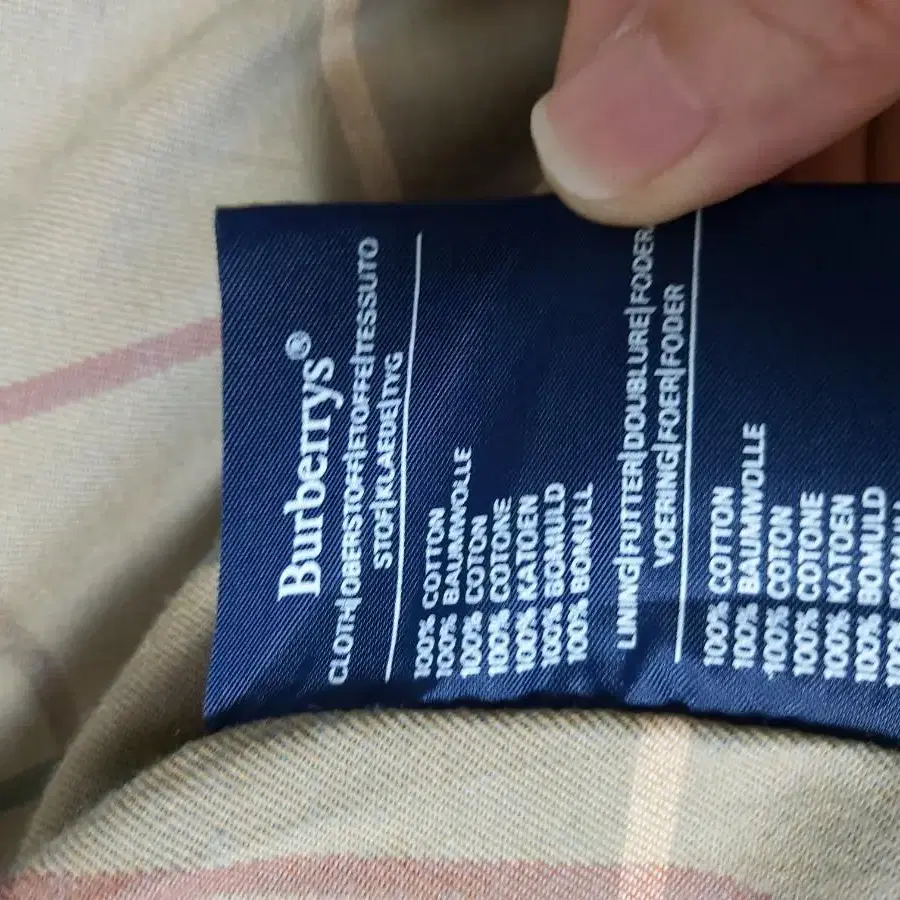 Burberrys®
CLOTH|OBERSTOFF|ETOFFE|TESSUTO
STOF|KLAEDE|TYG
100% COTTON
100% BAUMWOLLE
100% COTON
100% COTONE
100% KATOEN
100% BOMULD
100% BOMULL
LINING|FUTTER|DOUBLURE|FODER
VOERING|FOER|FODER
100% COTTON
100% BAUMWOLLE
100% COTON
100% COTONE
100% KATOEN
100% BOMULD
100%